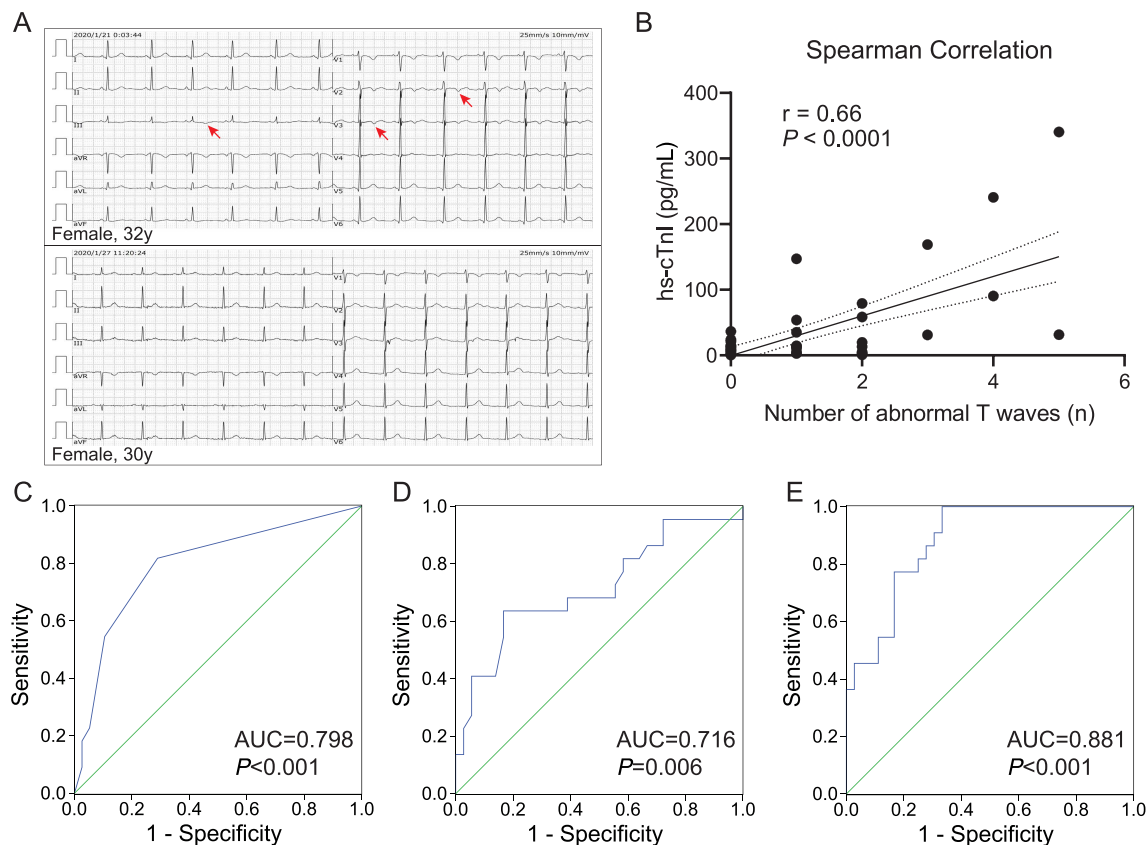 A
2020/1/21 0:03:44
25mm/s 10mm/mV
I
V1
II
V2
III
V3
aVR
V4
aVL
V5
aVF
V6
Female, 32y
2020/1/27 11:20:24
25mm/s 10mm/mV
I
V1
II
V2
III
V3
aVR
V4
aVL
V5
aVF
V6
Female, 30y
B
Spearman Correlation
r = 0.66
P < 0.0001
hs-cTnI (pg/mL)
400
300
200
100
0
0 2 4 6
Number of abnormal T waves (n)
C
Sensitivity
1.0
0.8
0.6
0.4
0.2
0.0
AUC=0.798
P<0.001
0.0 0.2 0.4 0.6 0.8 1.0
1 - Specificity
D
Sensitivity
1.0
0.8
0.6
0.4
0.2
0.0
AUC=0.716
P=0.006
0.0 0.2 0.4 0.6 0.8 1.0
1 - Specificity
E
Sensitivity
1.0
0.8
0.6
0.4
0.2
0.0
AUC=0.881
P<0.001
0.0 0.2 0.4 0.6 0.8 1.0
1 - Specificity